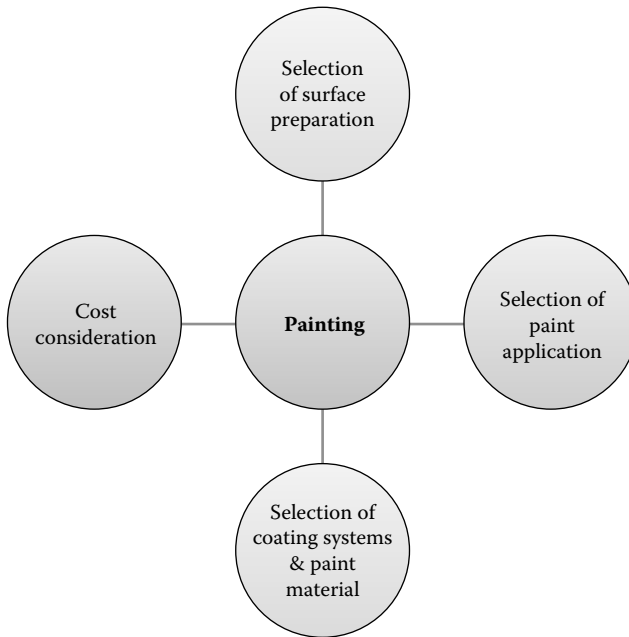 Selection
of surface
preparation
Cost
consideration
Painting
Selection of
paint
application
Selection of
coating systems
& paint
material